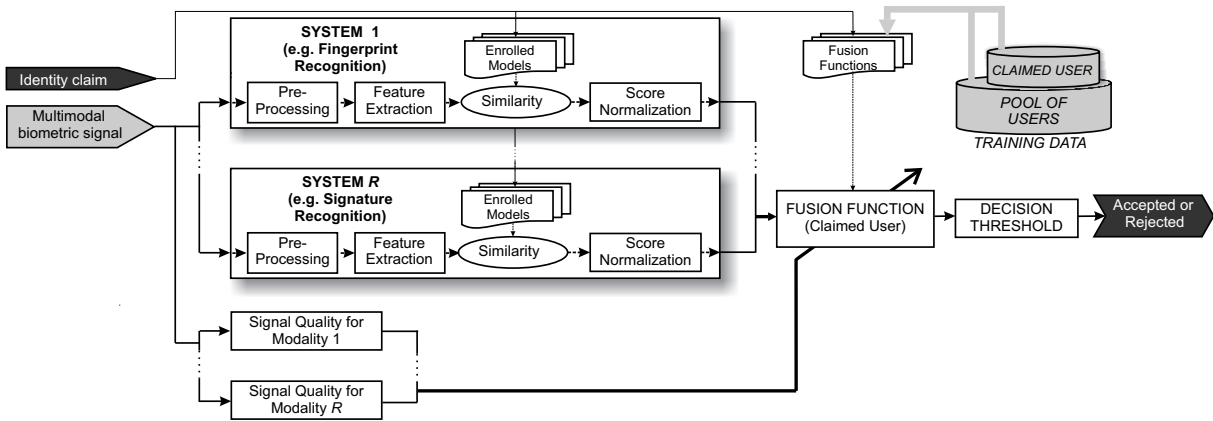 Identity claim
Multimodal
biometric signal
SYSTEM 1
(e.g. Fingerprint
Recognition)
Enrolled
Models
Pre-
Processing
Feature
Extraction
Similarity
Score
Normalization
SYSTEM R
(e.g. Signature
Recognition)
Enrolled
Models
Pre-
Processing
Feature
Extraction
Similarity
Score
Normalization
Signal Quality for
Modality 1
Signal Quality for
Modality R
Fusion
Functions
CLAIMED USER
POOL OF
USERS
TRAINING DATA
FUSION FUNCTION
(Claimed User)
DECISION
THRESHOLD
Accepted or
Rejected